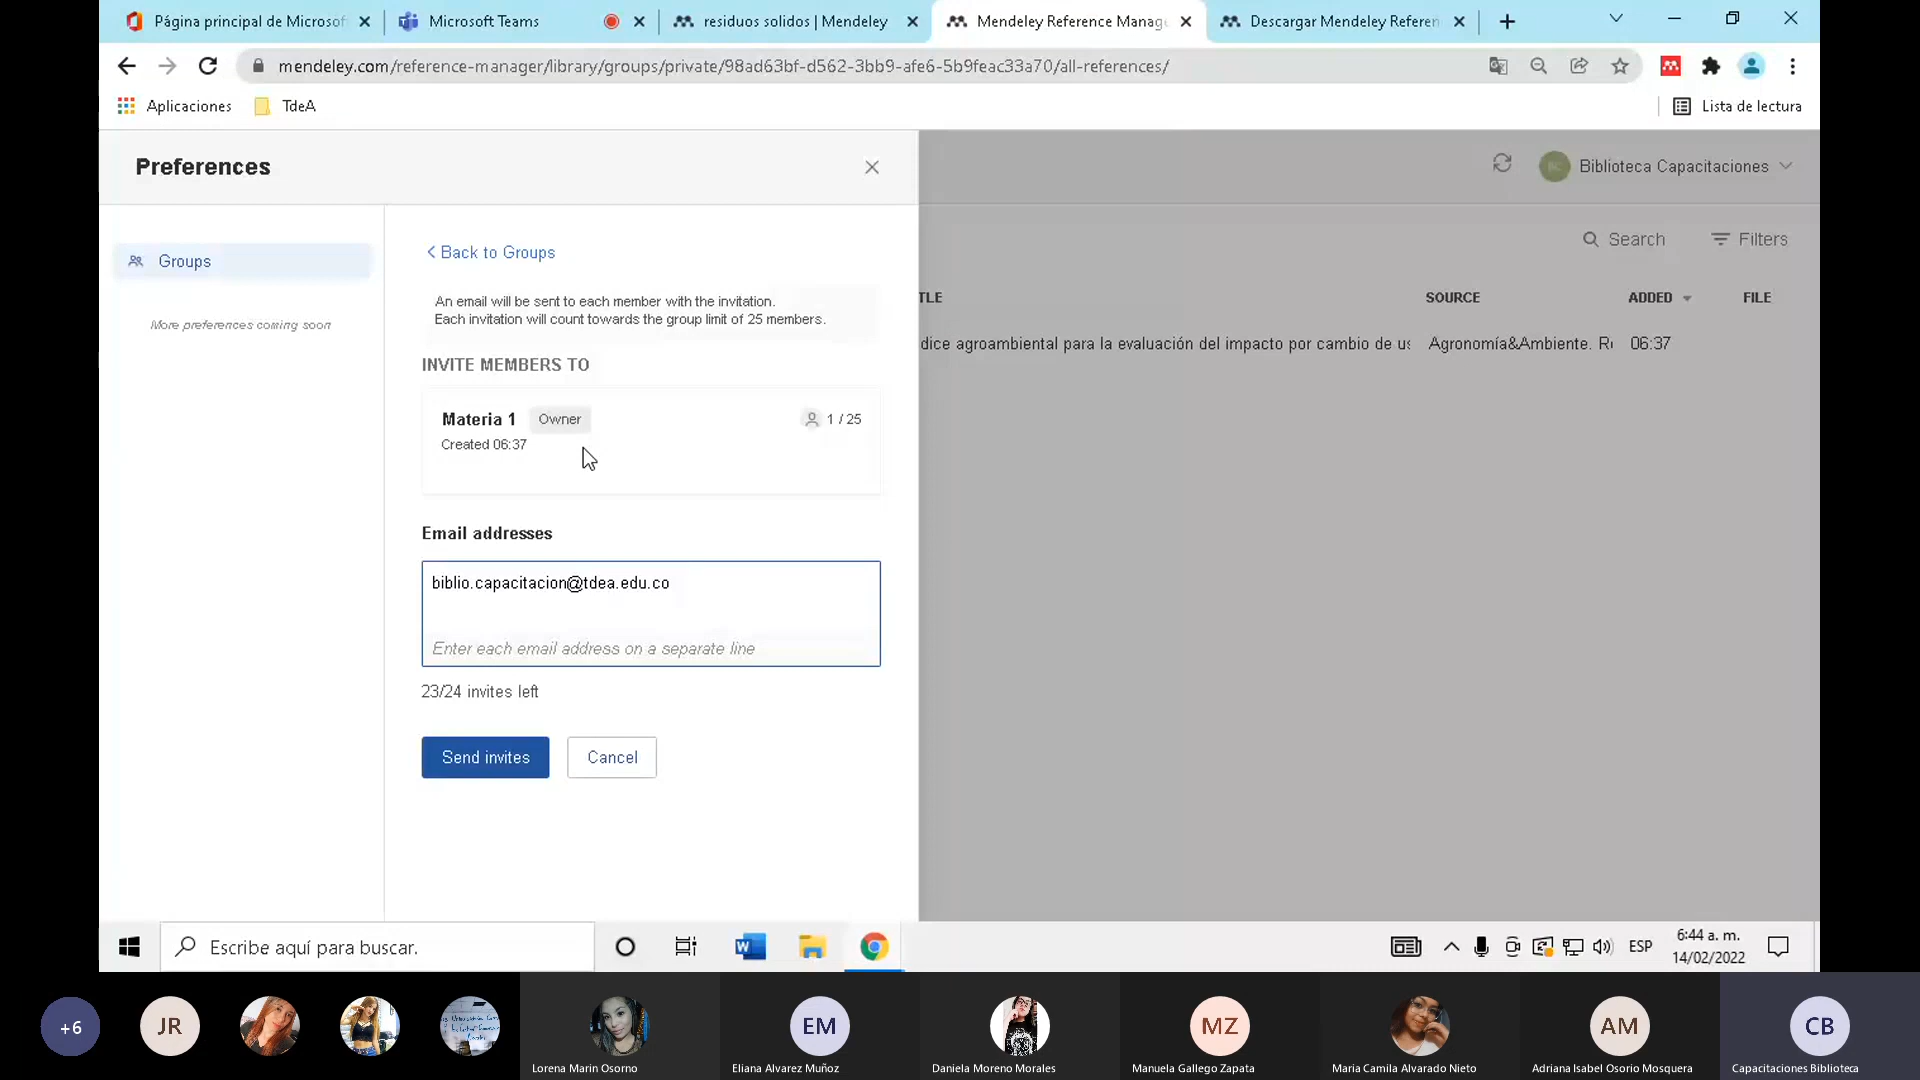 Página principal de Microsof
Microsoft Teams
residuos solidos | Mendeley
Mendeley Reference Manag
Descargar Mendeley Referen
mendeley.com/reference-manager/library/groups/private/98ad63bf-d562-3bb9-afe6-5b9feac33a70/all-references/
Aplicaciones
TdeA
Lista de lectura
Preferences
Biblioteca Capacitaciones
Groups
More preferences coming soon
Back to Groups
An email will be sent to each member with the invitation.
Each invitation will count towards the group limit of 25 members.
INVITE MEMBERS TO
Materia 1
Owner
1 / 25
Created 06:37
Email addresses
biblio.capacitacion@tdea.edu.co
Enter each email address on a separate line
23/24 invites left
Send invites
Cancel
Search
Filters
TLE
SOURCE
ADDED
FILE
dice agroambiental para la evaluación del impacto por cambio de us
Agronomía&Ambiente. Re
06:37
Escribe aquí para buscar.
ESP
6:44 a. m.
14/02/2022
+6
JR
Lorena Marin Osorno
EM
Eliana Alvarez Muñoz
Daniela Moreno Morales
MZ
Manuela Gallego Zapata
Maria Camila Alvarado Nieto
AM
Adriana Isabel Osorio Mosquera
CB
Capacitaciones Biblioteca